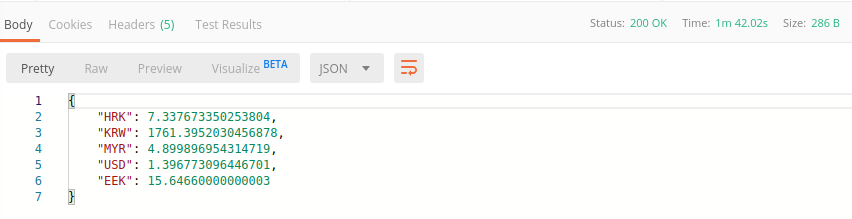 Body Cookies Headers (5) Test Results Status: 200 OK Time: 1m 42.02s Size: 286 B
Pretty Raw Preview Visualize BETA JSON
1 {
2 "HRK": 7.337673350253804,
3 "KRW": 1761.3952030456878,
4 "MYR": 4.899896954314719,
5 "USD": 1.396773096446701,
6 "EEK": 15.64660000000003
7 }